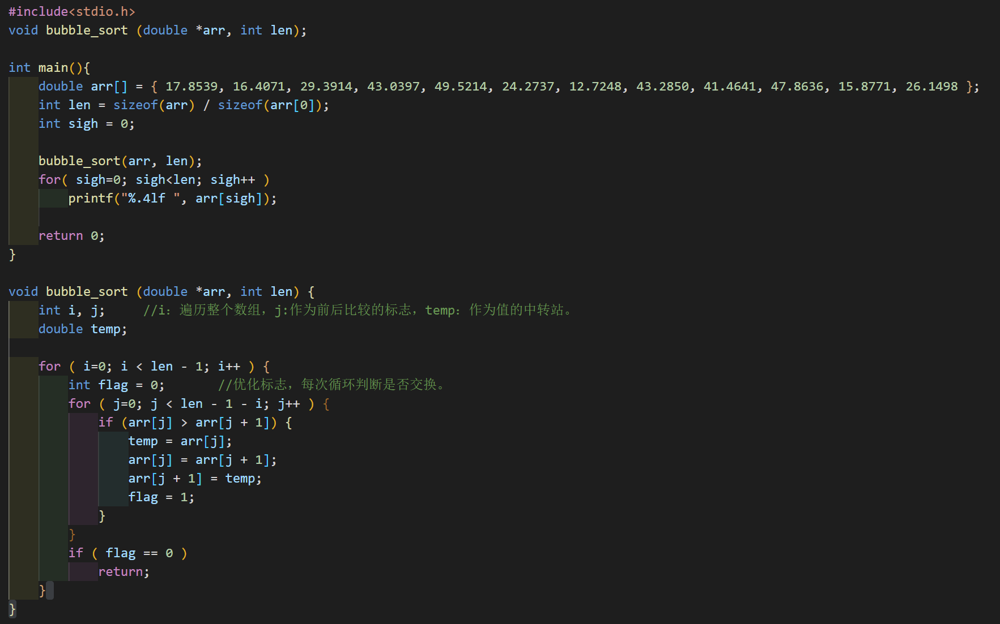 #include<stdio.h>
void bubble_sort (double *arr, int len);
int main(){
double arr[] = { 17.8539, 16.4071, 29.3914, 43.0397, 49.5214, 24.2737, 12.7248, 43.2850, 41.4641, 47.8636, 15.8771, 26.1498 };
int len = sizeof(arr) / sizeof(arr[0]);
int sigh = 0;
bubble_sort(arr, len);
for( sigh=0; sigh<len; sigh++ )
printf("%.4lf ", arr[sigh]);
return 0;
}
void bubble_sort (double *arr, int len) {
int i, j;     //i：遍历整个数组，j:作为前后比较的标志，temp：作为值的中转站。
double temp;
for ( i=0; i < len - 1; i++ ) {
int flag = 0;       //优化标志，每次循环判断是否交换。
for ( j=0; j < len - 1 - i; j++ ) {
if (arr[j] > arr[j + 1]) {
temp = arr[j];
arr[j] = arr[j + 1];
arr[j + 1] = temp;
flag = 1;
}
}
if ( flag == 0 )
return;
}
}